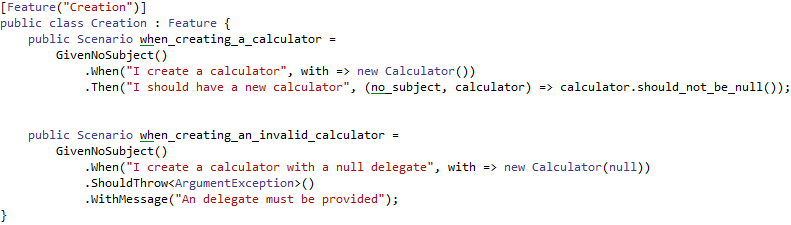 [Feature("Creation")]
public class Creation : Feature {
    public Scenario when_creating_a_calculator =
        GivenNoSubject()
            .When("I create a calculator", with => new Calculator())
            .Then("I should have a new calculator", (no_subject, calculator) => calculator.should_not_be_null());
    public Scenario when_creating_an_invalid_calculator =
        GivenNoSubject()
            .When("I create a calculator with a null delegate", with => new Calculator(null))
            .ShouldThrow<ArgumentException>()
            .WithMessage("An delegate must be provided");
}